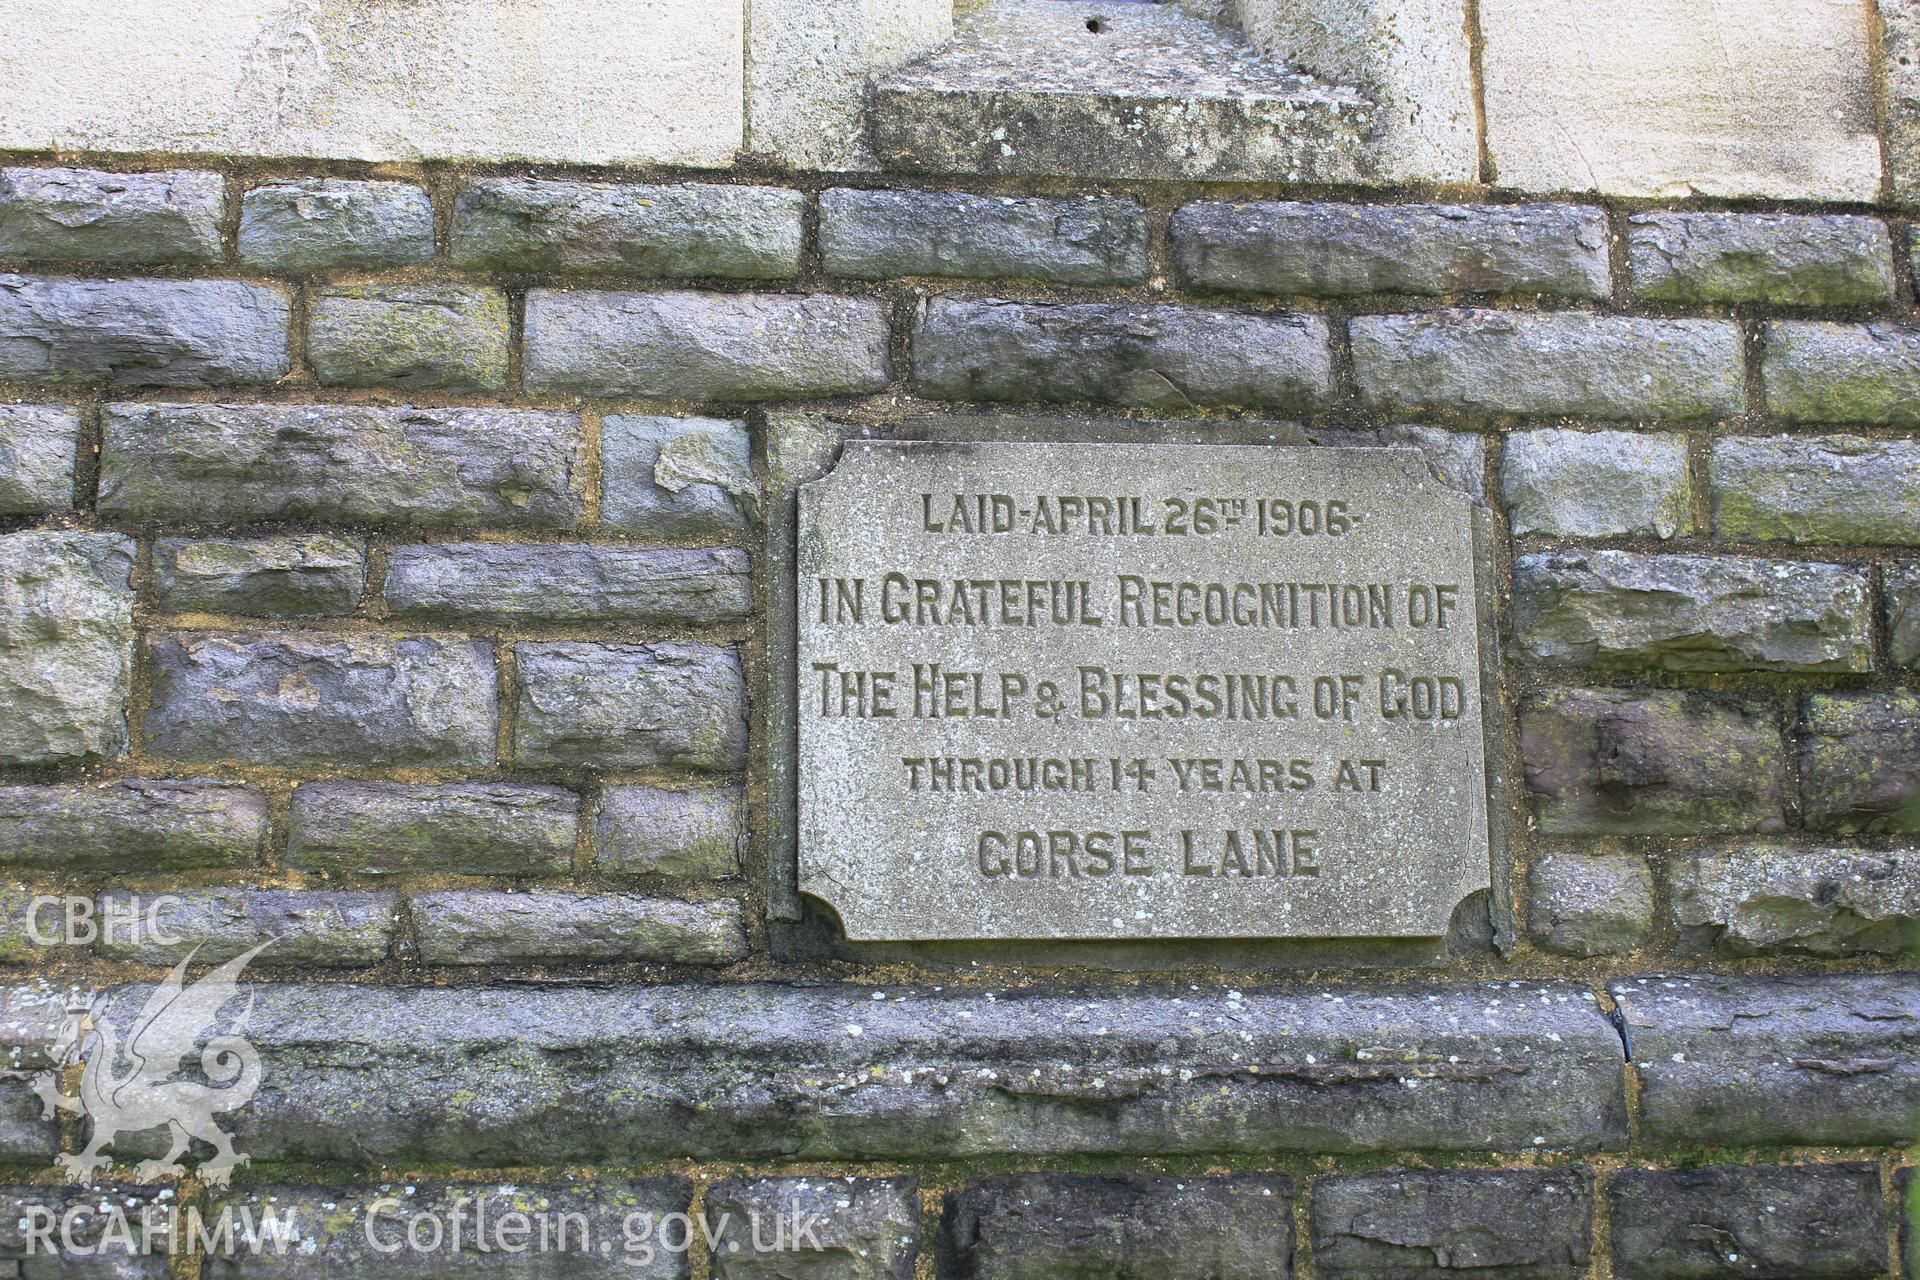 LAID-APRIL 26TH 1906-
IN GRATEFUL RECOGNITION OF
THE HELP & BLESSING OF GOD
THROUGH 14 YEARS AT
GORSE LANE
CBHC
RCAHMW Coflein.gov.uk